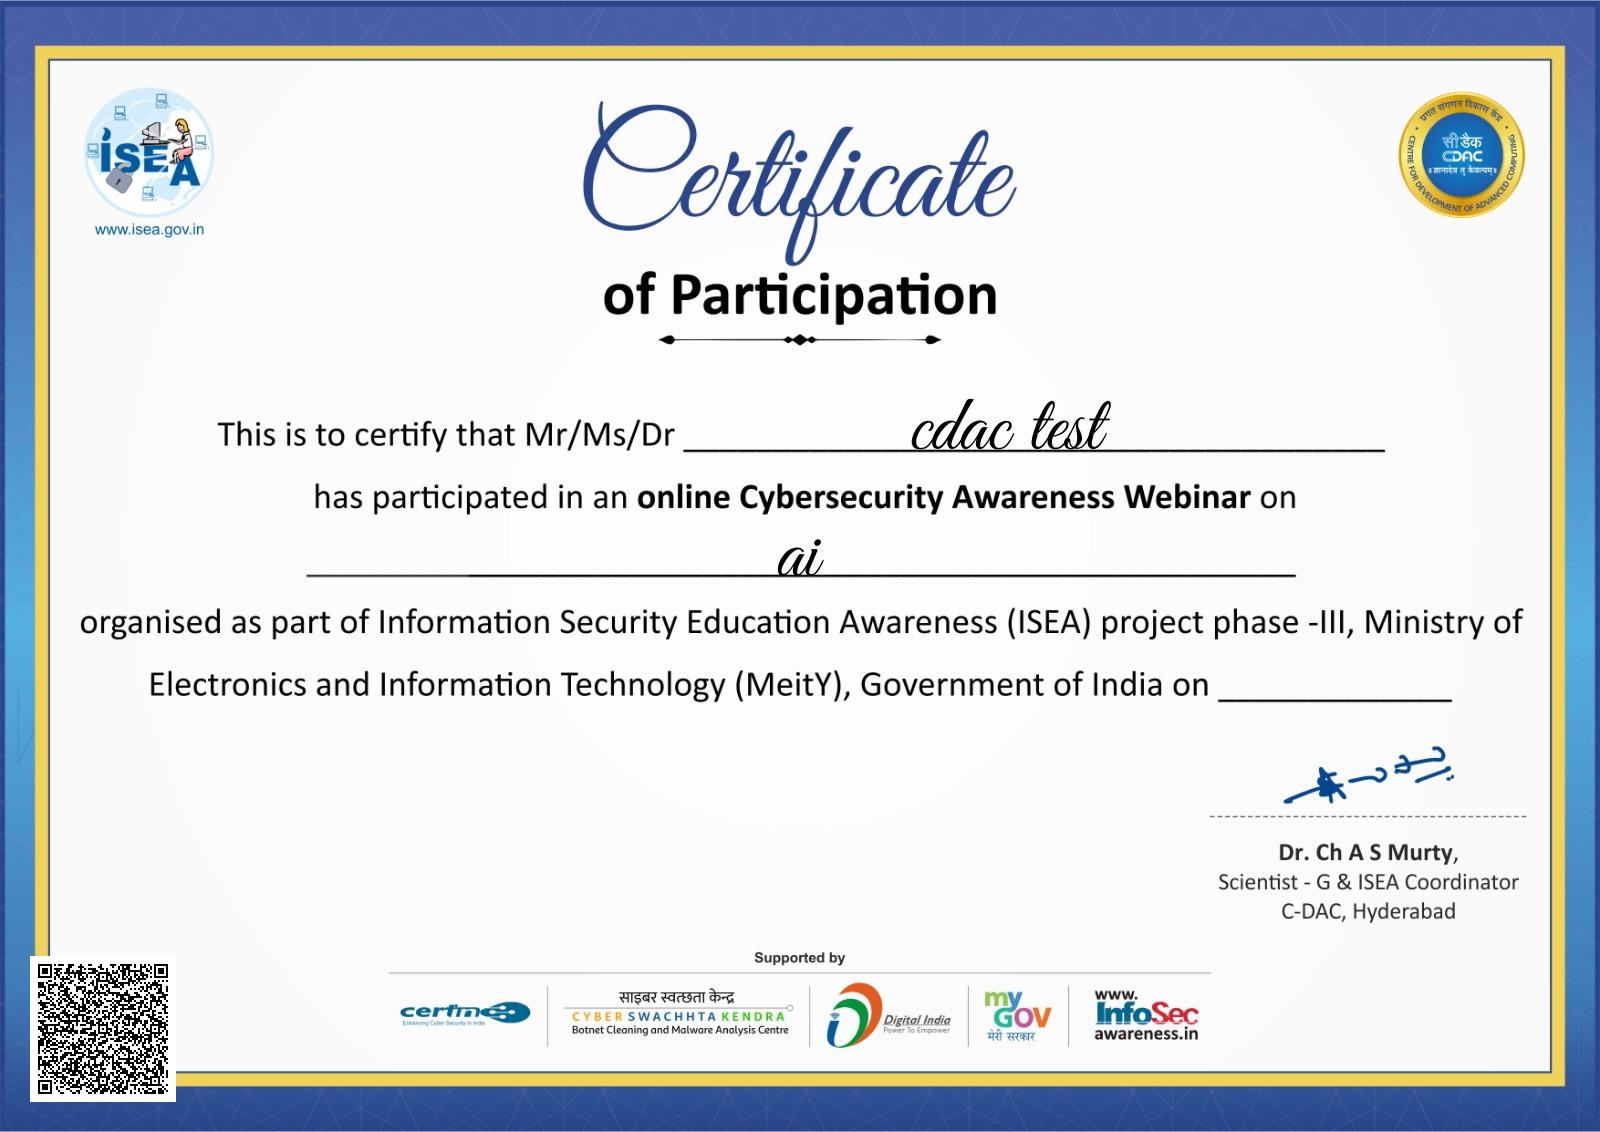 Certificate
of Participation
ISEA
www.isea.gov.in
प्रगत संगणन विकास केंद्र
सी डैक
CDAC
॥ज्ञानादेव तु कैवल्यम्॥
CENTRE FOR DEVELOPMENT OF ADVANCED COMPUTING
This is to certify that Mr/Ms/Dr cdac test
has participated in an online Cybersecurity Awareness Webinar on
ai
organised as part of Information Security Education Awareness (ISEA) project phase -III, Ministry of
Electronics and Information Technology (MeitY), Government of India on
Dr. Ch A S Murty,
Scientist - G & ISEA Coordinator
C-DAC, Hyderabad
Supported by
certin
Enhancing Cyber Security in India
साइबर स्वच्छता केन्द्र
CYBER SWACHHTA KENDRA
Botnet Cleaning and Malware Analysis Centre
Digital India
Power To Empower
my
GOV
मेरी सरकार
www.
InfoSec
awareness.in